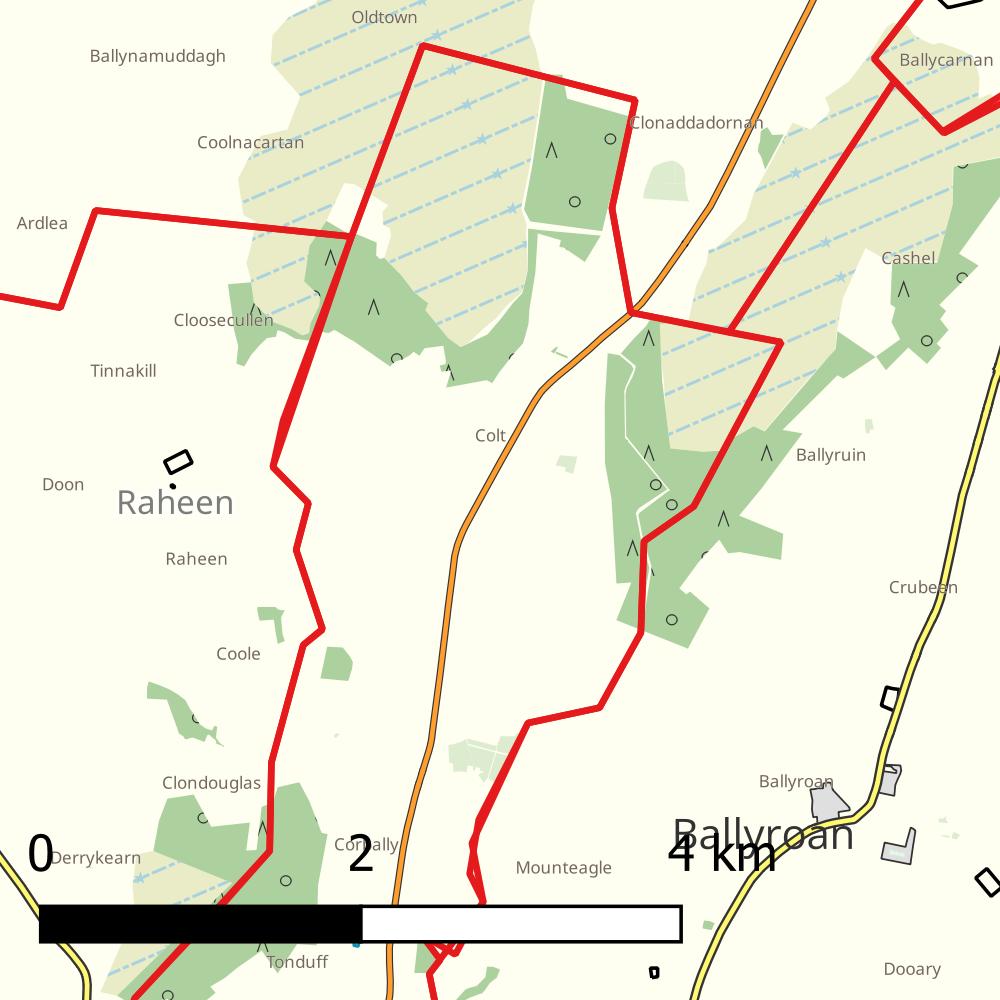 Oldtown
Ballynamuddagh
Ballycarnan
Clonaddadornan
Coolnacartan
Ardlea
Cashel
Cloosecullen
Tinnakill
Colt
Ballyruin
Doon
Raheen
Raheen
Crubeen
Coole
Clondouglas
Ballyroan
Ballyroan
Corbally
0 2 4 km
Derrykearn
Mounteagle
Tonduff
Dooary